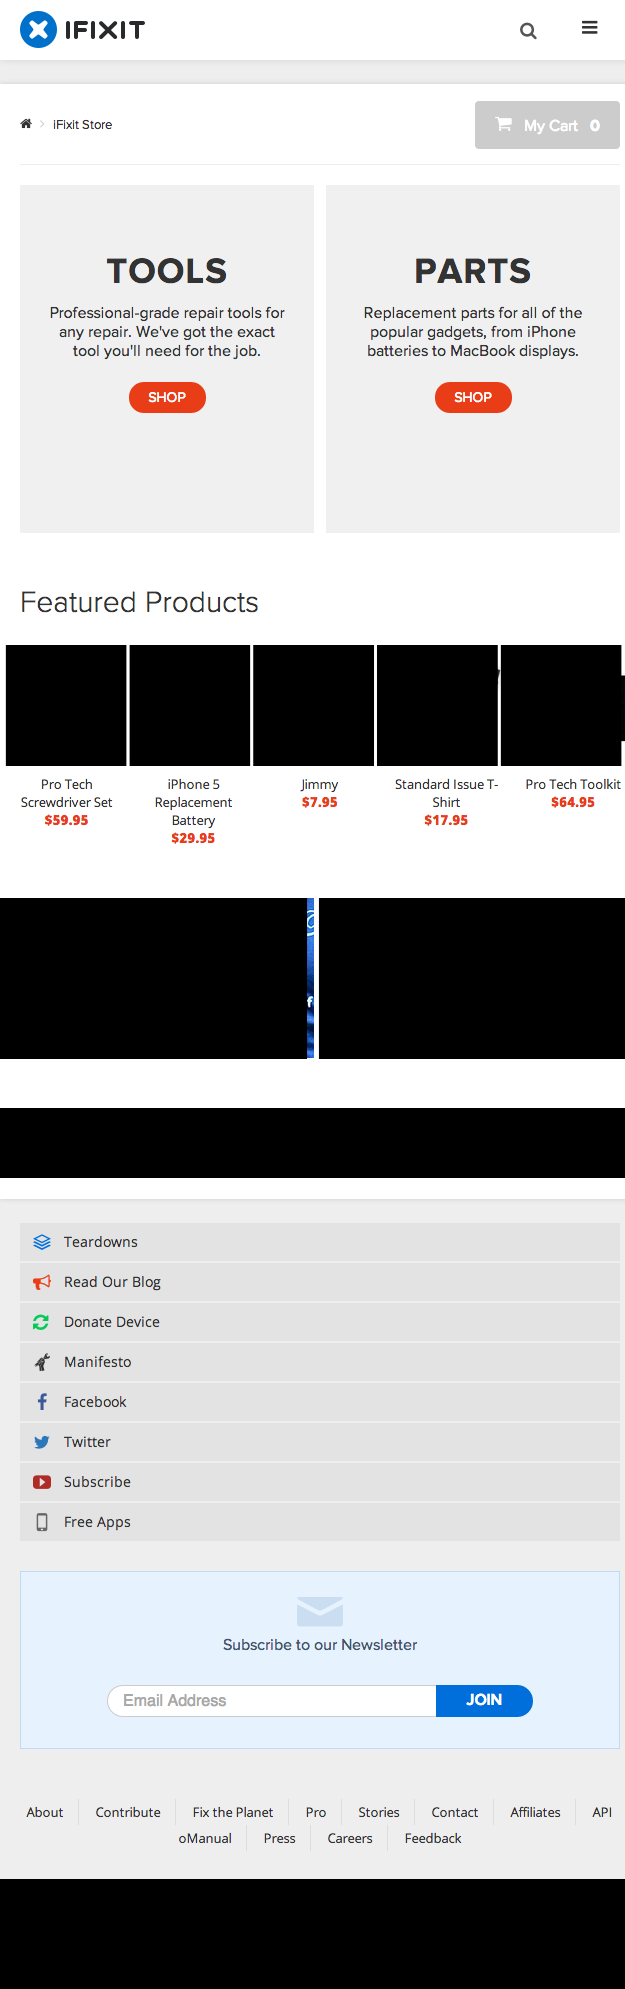 IFIXIT
iFixit Store
My Cart 0
TOOLS
Professional-grade repair tools for
any repair. We've got the exact
tool you'll need for the job.
SHOP
PARTS
Replacement parts for all of the
popular gadgets, from iPhone
batteries to MacBook displays.
SHOP
Featured Products
Pro Tech
Screwdriver Set
$59.95
iPhone 5
Replacement
Battery
$29.95
Jimmy
$7.95
Standard Issue T-
Shirt
$17.95
Pro Tech Toolkit
$64.95
Teardowns
Read Our Blog
Donate Device
Manifesto
Facebook
Twitter
Subscribe
Free Apps
Subscribe to our Newsletter
Email Address
JOIN
About Contribute Fix the Planet Pro Stories Contact Affiliates API
oManual Press Careers Feedback